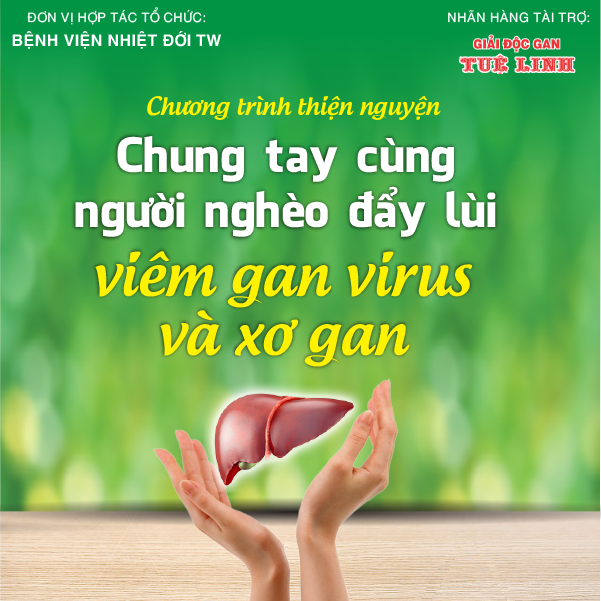 ĐƠN VỊ HỢP TÁC TỔ CHỨC:
BỆNH VIỆN NHIỆT ĐỚI TW
NHÃN HÀNG TÀI TRỢ:
GIẢI ĐỘC GAN
TUỆ LINH
Chương trình thiện nguyện
Chung tay cùng
người nghèo đẩy lùi
viêm gan virus
và xơ gan